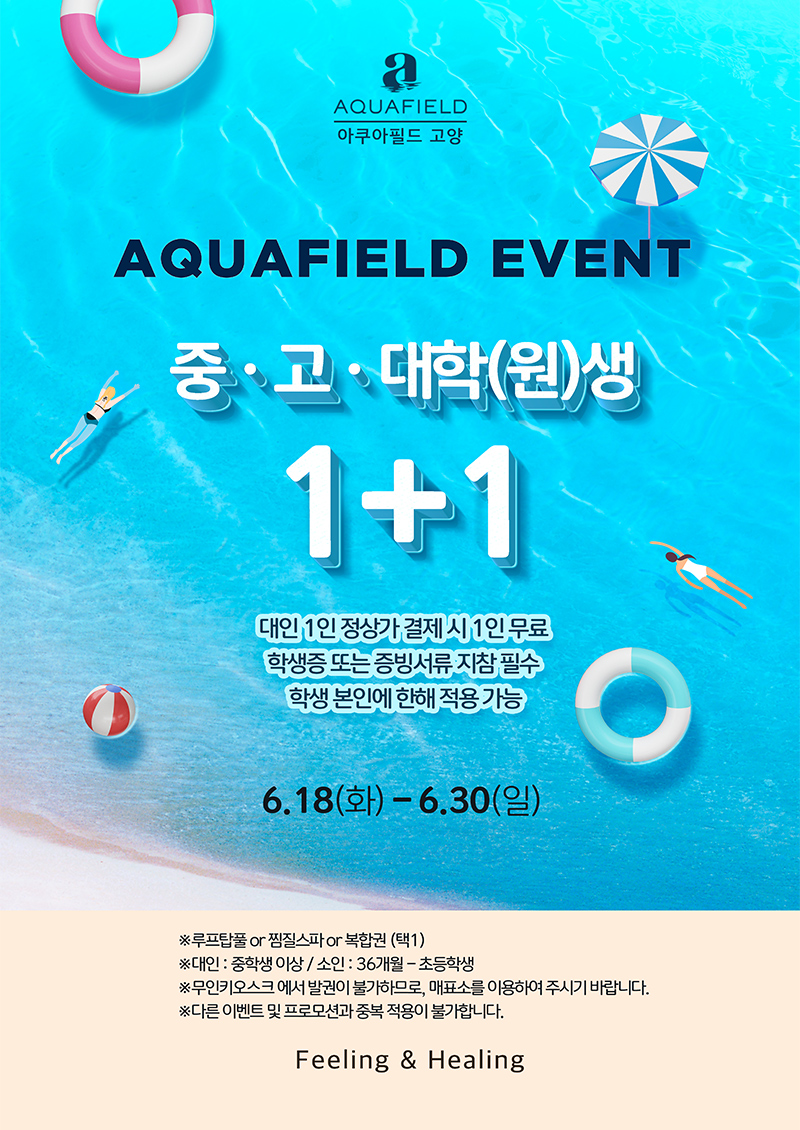 a
AQUAFIELD
아쿠아필드 고양
AQUAFIELD EVENT
중·고·대학(원)생
1+1
대인 1인 정상가 결제 시 1인 무료
학생증 또는 증빙서류 지참 필수
학생 본인에 한해 적용 가능
6.18(화) – 6.30(일)
※루프탑풀 or 찜질스파 or 복합권 (택1)
※대인 : 중학생 이상 / 소인 : 36개월 – 초등학생
※무인키오스크 에서 발권이 불가하므로, 매표소를 이용하여 주시기 바랍니다.
※다른 이벤트 및 프로모션과 중복 적용이 불가합니다.
Feeling & Healing